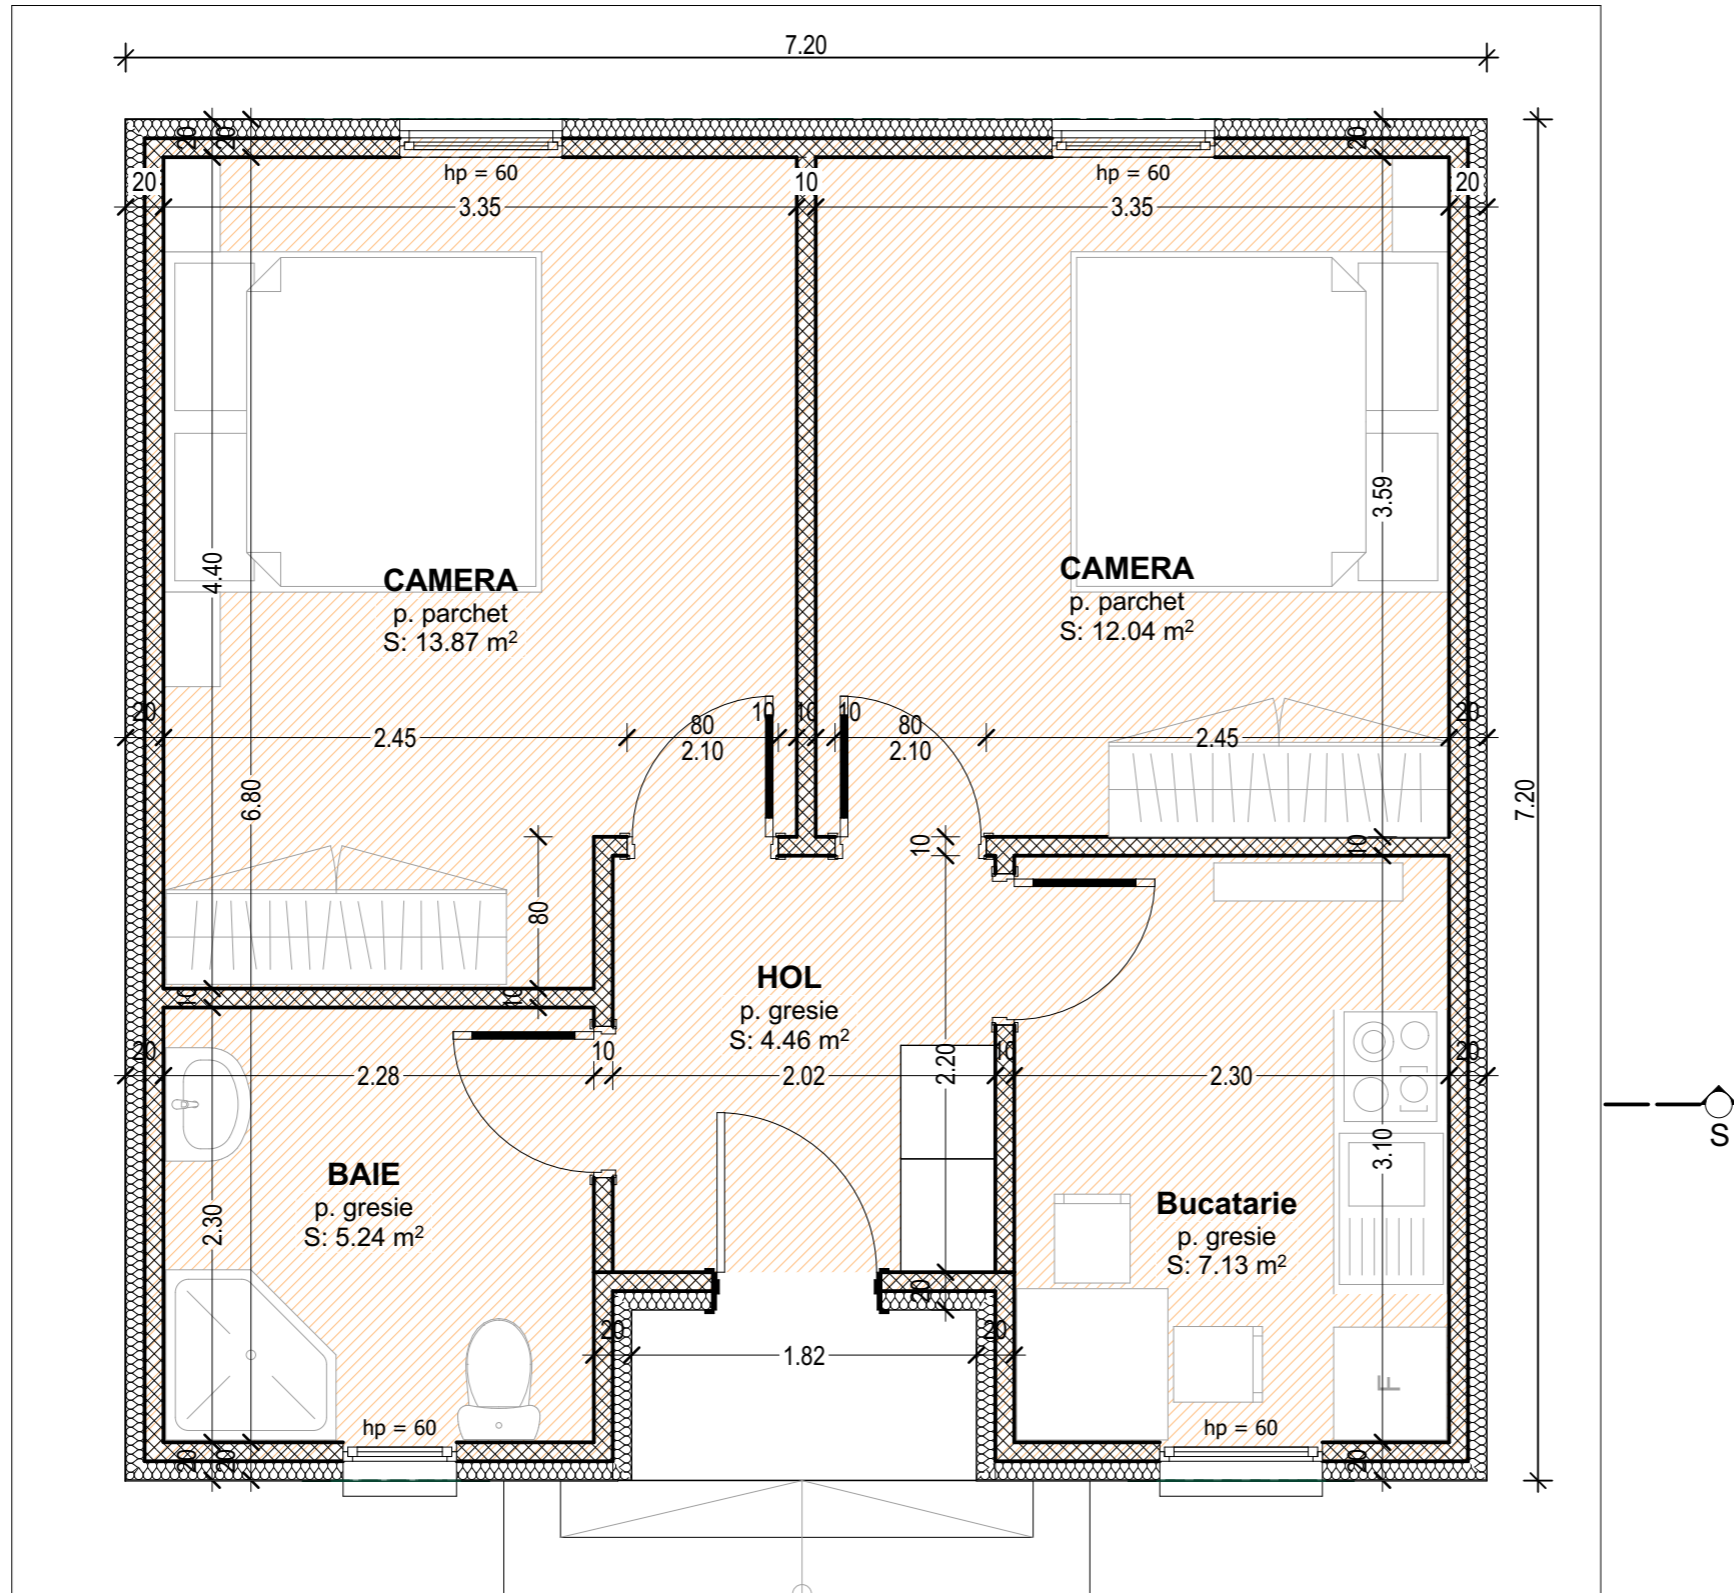 7.20
20
20
20
20
10
20
hp = 60
hp = 60
3.35
3.35
3.59
4.40
CAMERA
p. parchet
S: 13.87 m²
CAMERA
p. parchet
S: 12.04 m²
20
10
10
10
20
2.45
80
2.10
80
2.10
2.45
6.80
7.20
10
10
80
HOL
p. gresie
S: 4.46 m²
10
10
20
10
2.20
10
20
2.28
2.02
2.30
S
3.10
BAIE
p. gresie
S: 5.24 m²
Bucatarie
p. gresie
S: 7.13 m²
2.30
20
20
20
1.82
F
hp = 60
hp = 60
20
20
20